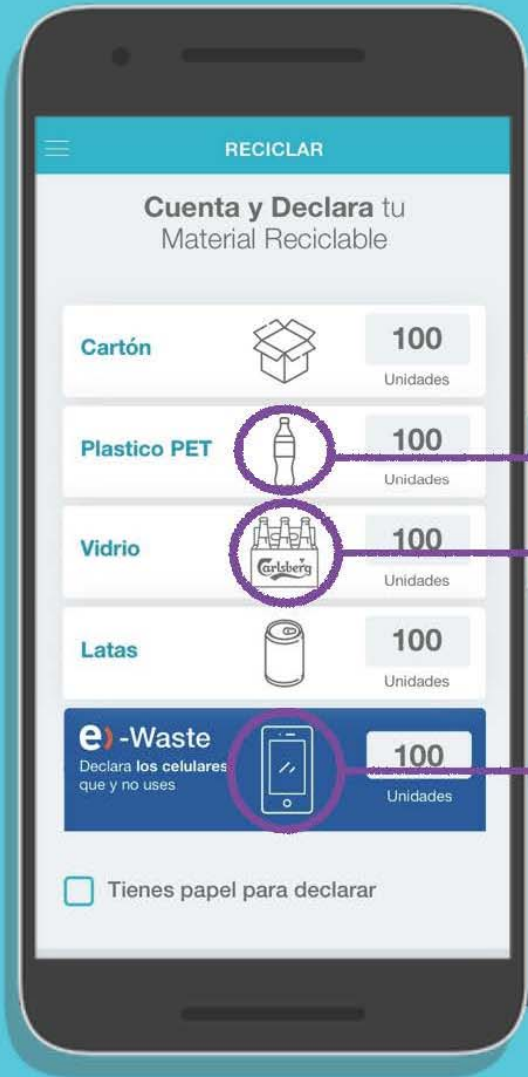 RECICLAR
Cuenta y Declara tu
Material Reciclable
Cartón
100
Unidades
Plastico PET
100
Unidades
Vidrio
Carlsberg
100
Unidades
Latas
100
Unidades
e) -Waste
Declara los celulares
que y no uses
100
Unidades
Tienes papel para declarar